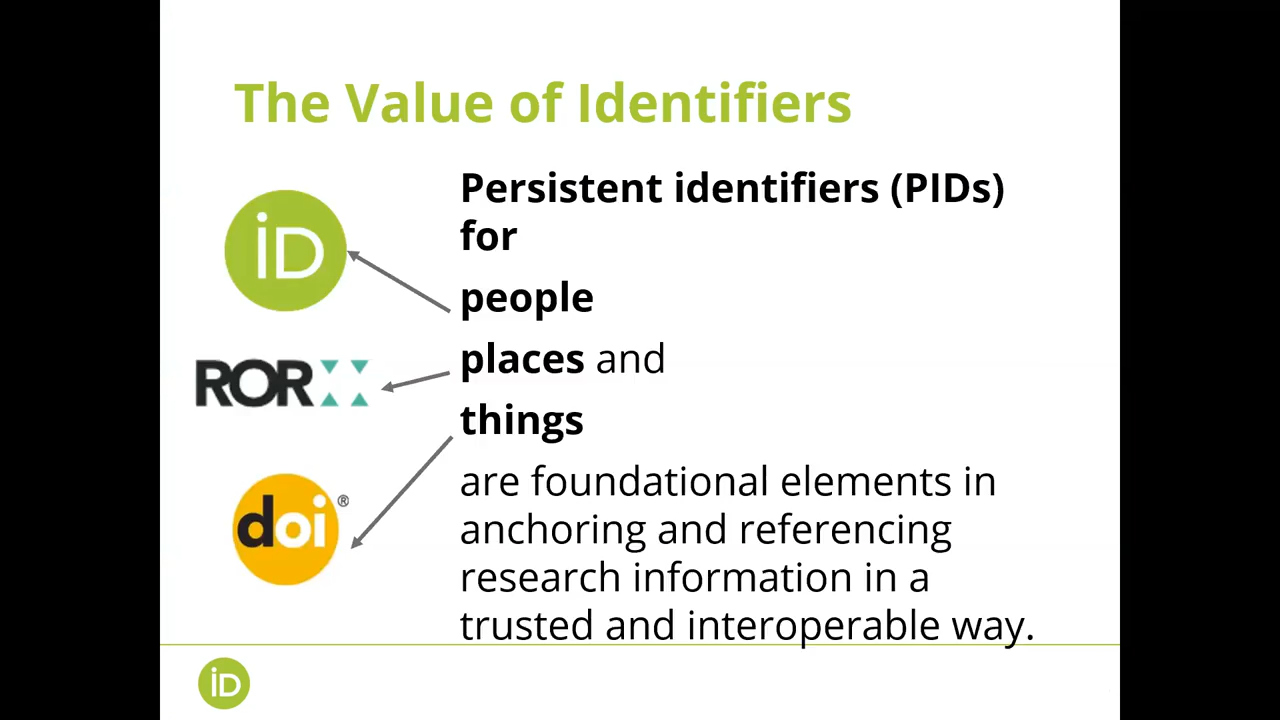 The Value of Identifiers
iD
Persistent identifiers (PIDs)
for
people
ROR
places and
things
doi®
are foundational elements in
anchoring and referencing
research information in a
trusted and interoperable way.
iD